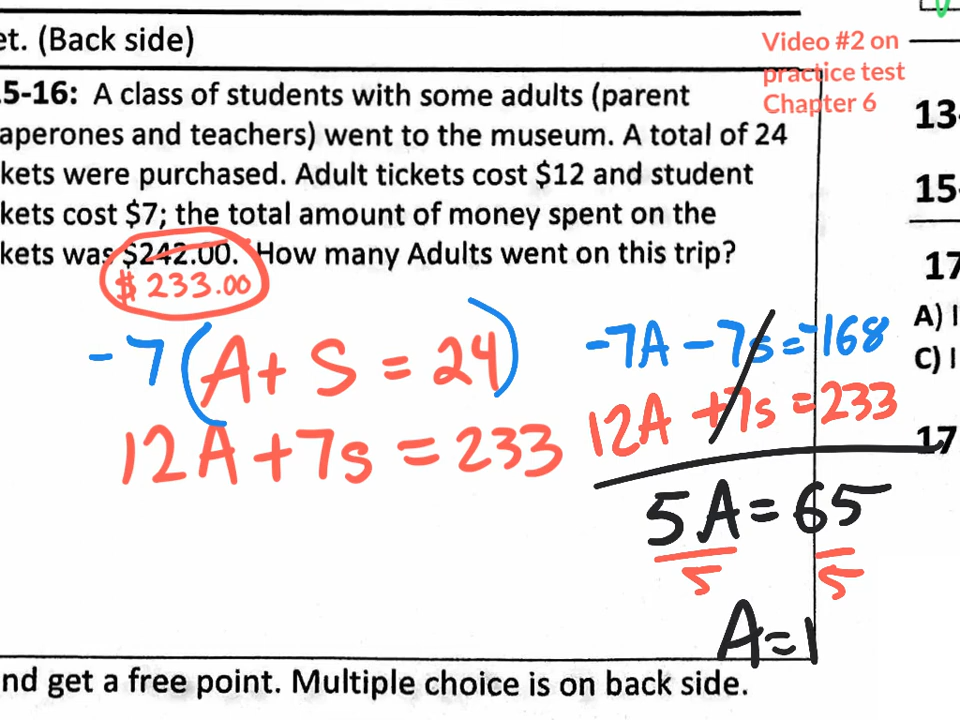 et. (Back side)
Video #2 on
practice test
Chapter 6
5-16: A class of students with some adults (parent
aperones and teachers) went to the museum. A total of 24
kets were purchased. Adult tickets cost $12 and student
kets cost $7; the total amount of money spent on the
kets was $242.00. How many Adults went on this trip?
$233.00
-7(A+S=24)
12A+7s=233
-7A-7s=-168
12A+7s=233
5A=65
5 5
A=1
nd get a free point. Multiple choice is on back side.
13-
15-
17
A) I
C) I
17